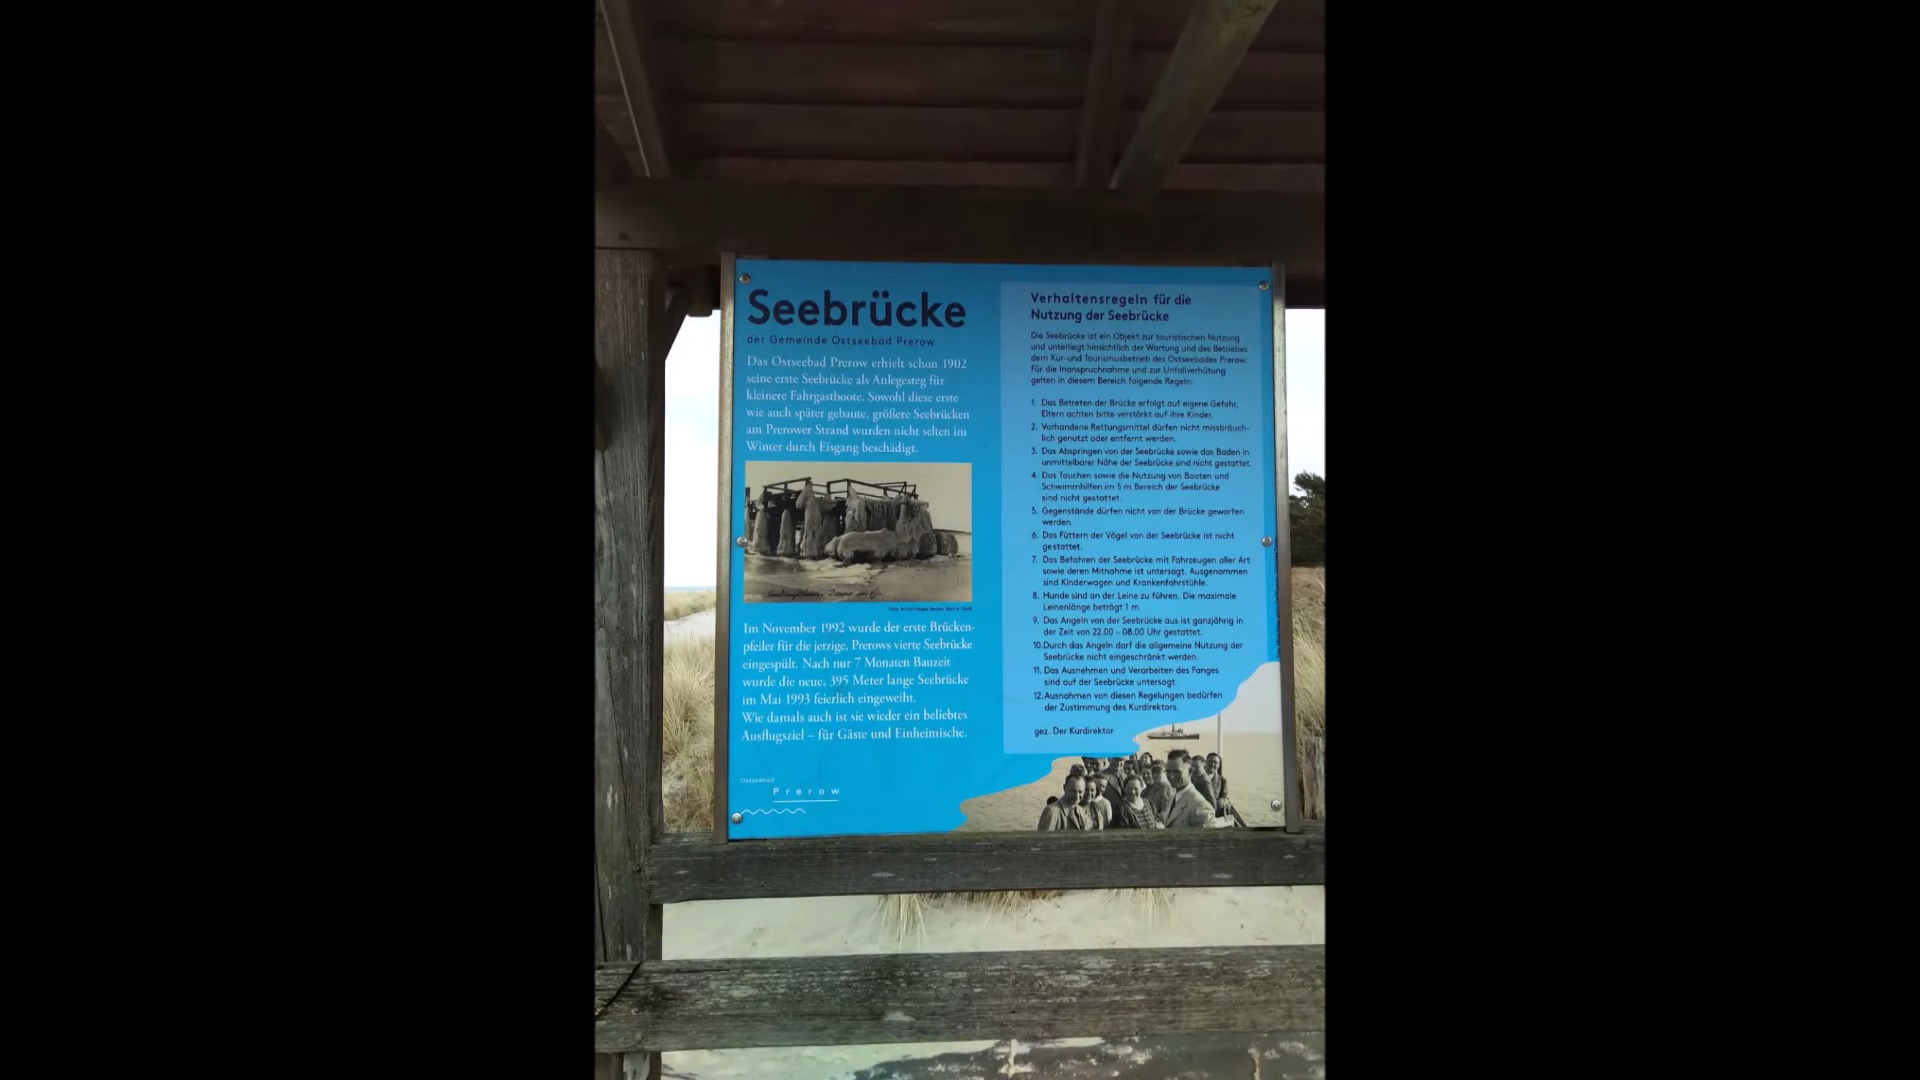 Seebrücke
der Gemeinde Ostseebad Prerow
Das Ostseebad Prerow erhielt schon 1902
seine erste Seebrücke als Anlegesteg für
kleinere Fahrgastboote. Sowohl diese erste
wie auch später gebaute, größere Seebrücken
am Prerower Strand wurden nicht selten im
Winter durch Eisgang beschädigt.
Im November 1992 wurde der erste Brücken-
pfeiler für die jetzige, Prerows vierte Seebrücke
eingespült. Nach nur 7 Monaten Bauzeit
wurde die neue, 395 Meter lange Seebrücke
im Mai 1993 feierlich eingeweiht.
Wie damals auch ist sie wieder ein beliebtes
Ausflugsziel – für Gäste und Einheimische.
Ostseebad
Prerow
Verhaltensregeln für die
Nutzung der Seebrücke
Die Seebrücke ist ein Objekt zur touristischen Nutzung
und unterliegt hinsichtlich der Wartung und des Betriebes
dem Kur-und Tourismusbetrieb des Ostseebades Prerow.
Für die Inanspruchnahme und zur Unfallverhütung
gelten in diesem Bereich folgende Regeln:
1. Das Betreten der Brücke erfolgt auf eigene Gefahr,
Eltern achten bitte verstärkt auf ihre Kinder.
2. Vorhandene Rettungsmittel dürfen nicht missbräuch-
lich genutzt oder entfernt werden.
3. Das Abspringen von der Seebrücke sowie das Baden in
unmittelbarer Nähe der Seebrücke sind nicht gestattet.
4. Das Tauchen sowie die Nutzung von Booten und
Schwimmhilfen im 5 m Bereich der Seebrücke
sind nicht gestattet.
5. Gegenstände dürfen nicht von der Brücke geworfen
werden.
6. Das Füttern der Vögel von der Seebrücke ist nicht
gestattet.
7. Das Befahren der Seebrücke mit Fahrzeugen aller Art
sowie deren Mitnahme ist untersagt. Ausgenommen
sind Kinderwagen und Krankenfahrstühle.
8. Hunde sind an der Leine zu führen. Die maximale
Leinenlänge beträgt 1 m.
9. Das Angeln von der Seebrücke aus ist ganzjährig in
der Zeit von 22.00 - 08.00 Uhr gestattet.
10.Durch das Angeln darf die allgemeine Nutzung der
Seebrücke nicht eingeschränkt werden.
11. Das Ausnehmen und Verarbeiten des Fanges
sind auf der Seebrücke untersagt.
12.Ausnahmen von diesen Regelungen bedürfen
der Zustimmung des Kurdirektors.
gez. Der Kurdirektor